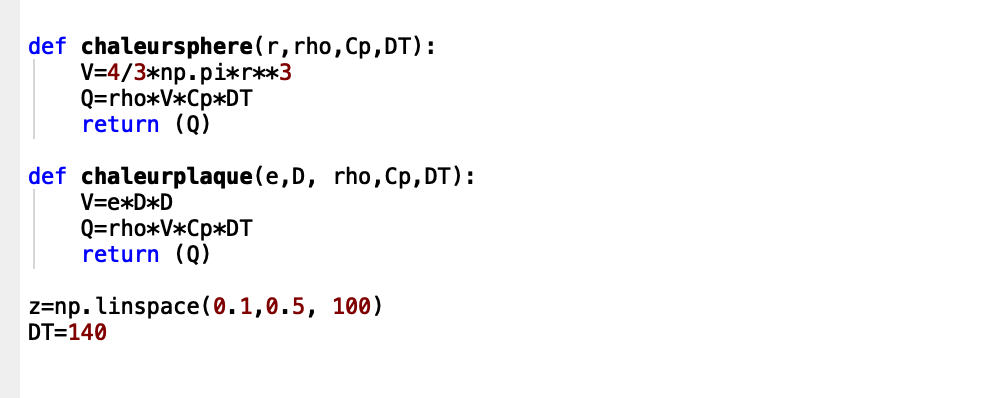 def chaleursphere(r,rho,Cp,DT):
    V=4/3*np.pi*r**3
    Q=rho*V*Cp*DT
    return (Q)
def chaleurplaque(e,D, rho,Cp,DT):
    V=e*D*D
    Q=rho*V*Cp*DT
    return (Q)
z=np.linspace(0.1,0.5, 100)
DT=140